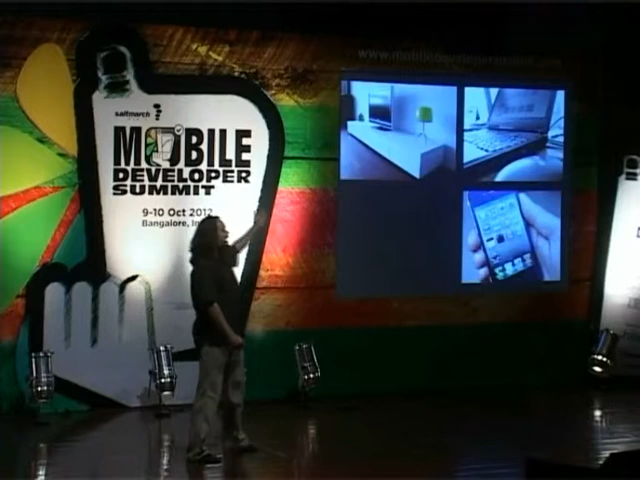 saltmarch
MOBILE
DEVELOPER
SUMMIT
9-10 Oct 2012
Bangalore, In